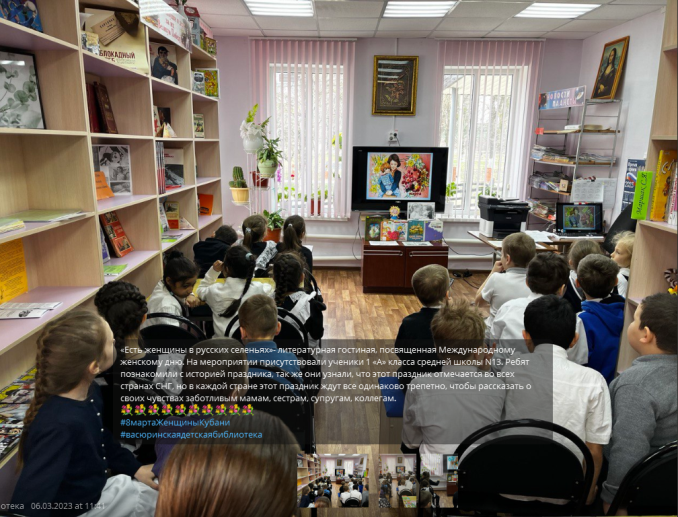 БЛОКАДНЫЙ
«Есть женщины в русских селеньях»- литературная гостиная, посвященная Международному
женскому дню. На мероприятии присутствовали ученики 1 «А» класса средней школы N13. Ребят
познакомили с историей праздника, так же они узнали, что этот праздник отмечается во всех
странах СНГ, но в каждой стране этот праздник ждут все одинаково трепетно, чтобы рассказать о
своих чувствах заботливым мамам, сестрам, супругам, коллегам.
💐💐💐💐💐💐💐💐💐💐
#8мартаЖенщиныКубани
#васюринскаядетскаябиблиотека
отека 06.03.2023 at 11:41